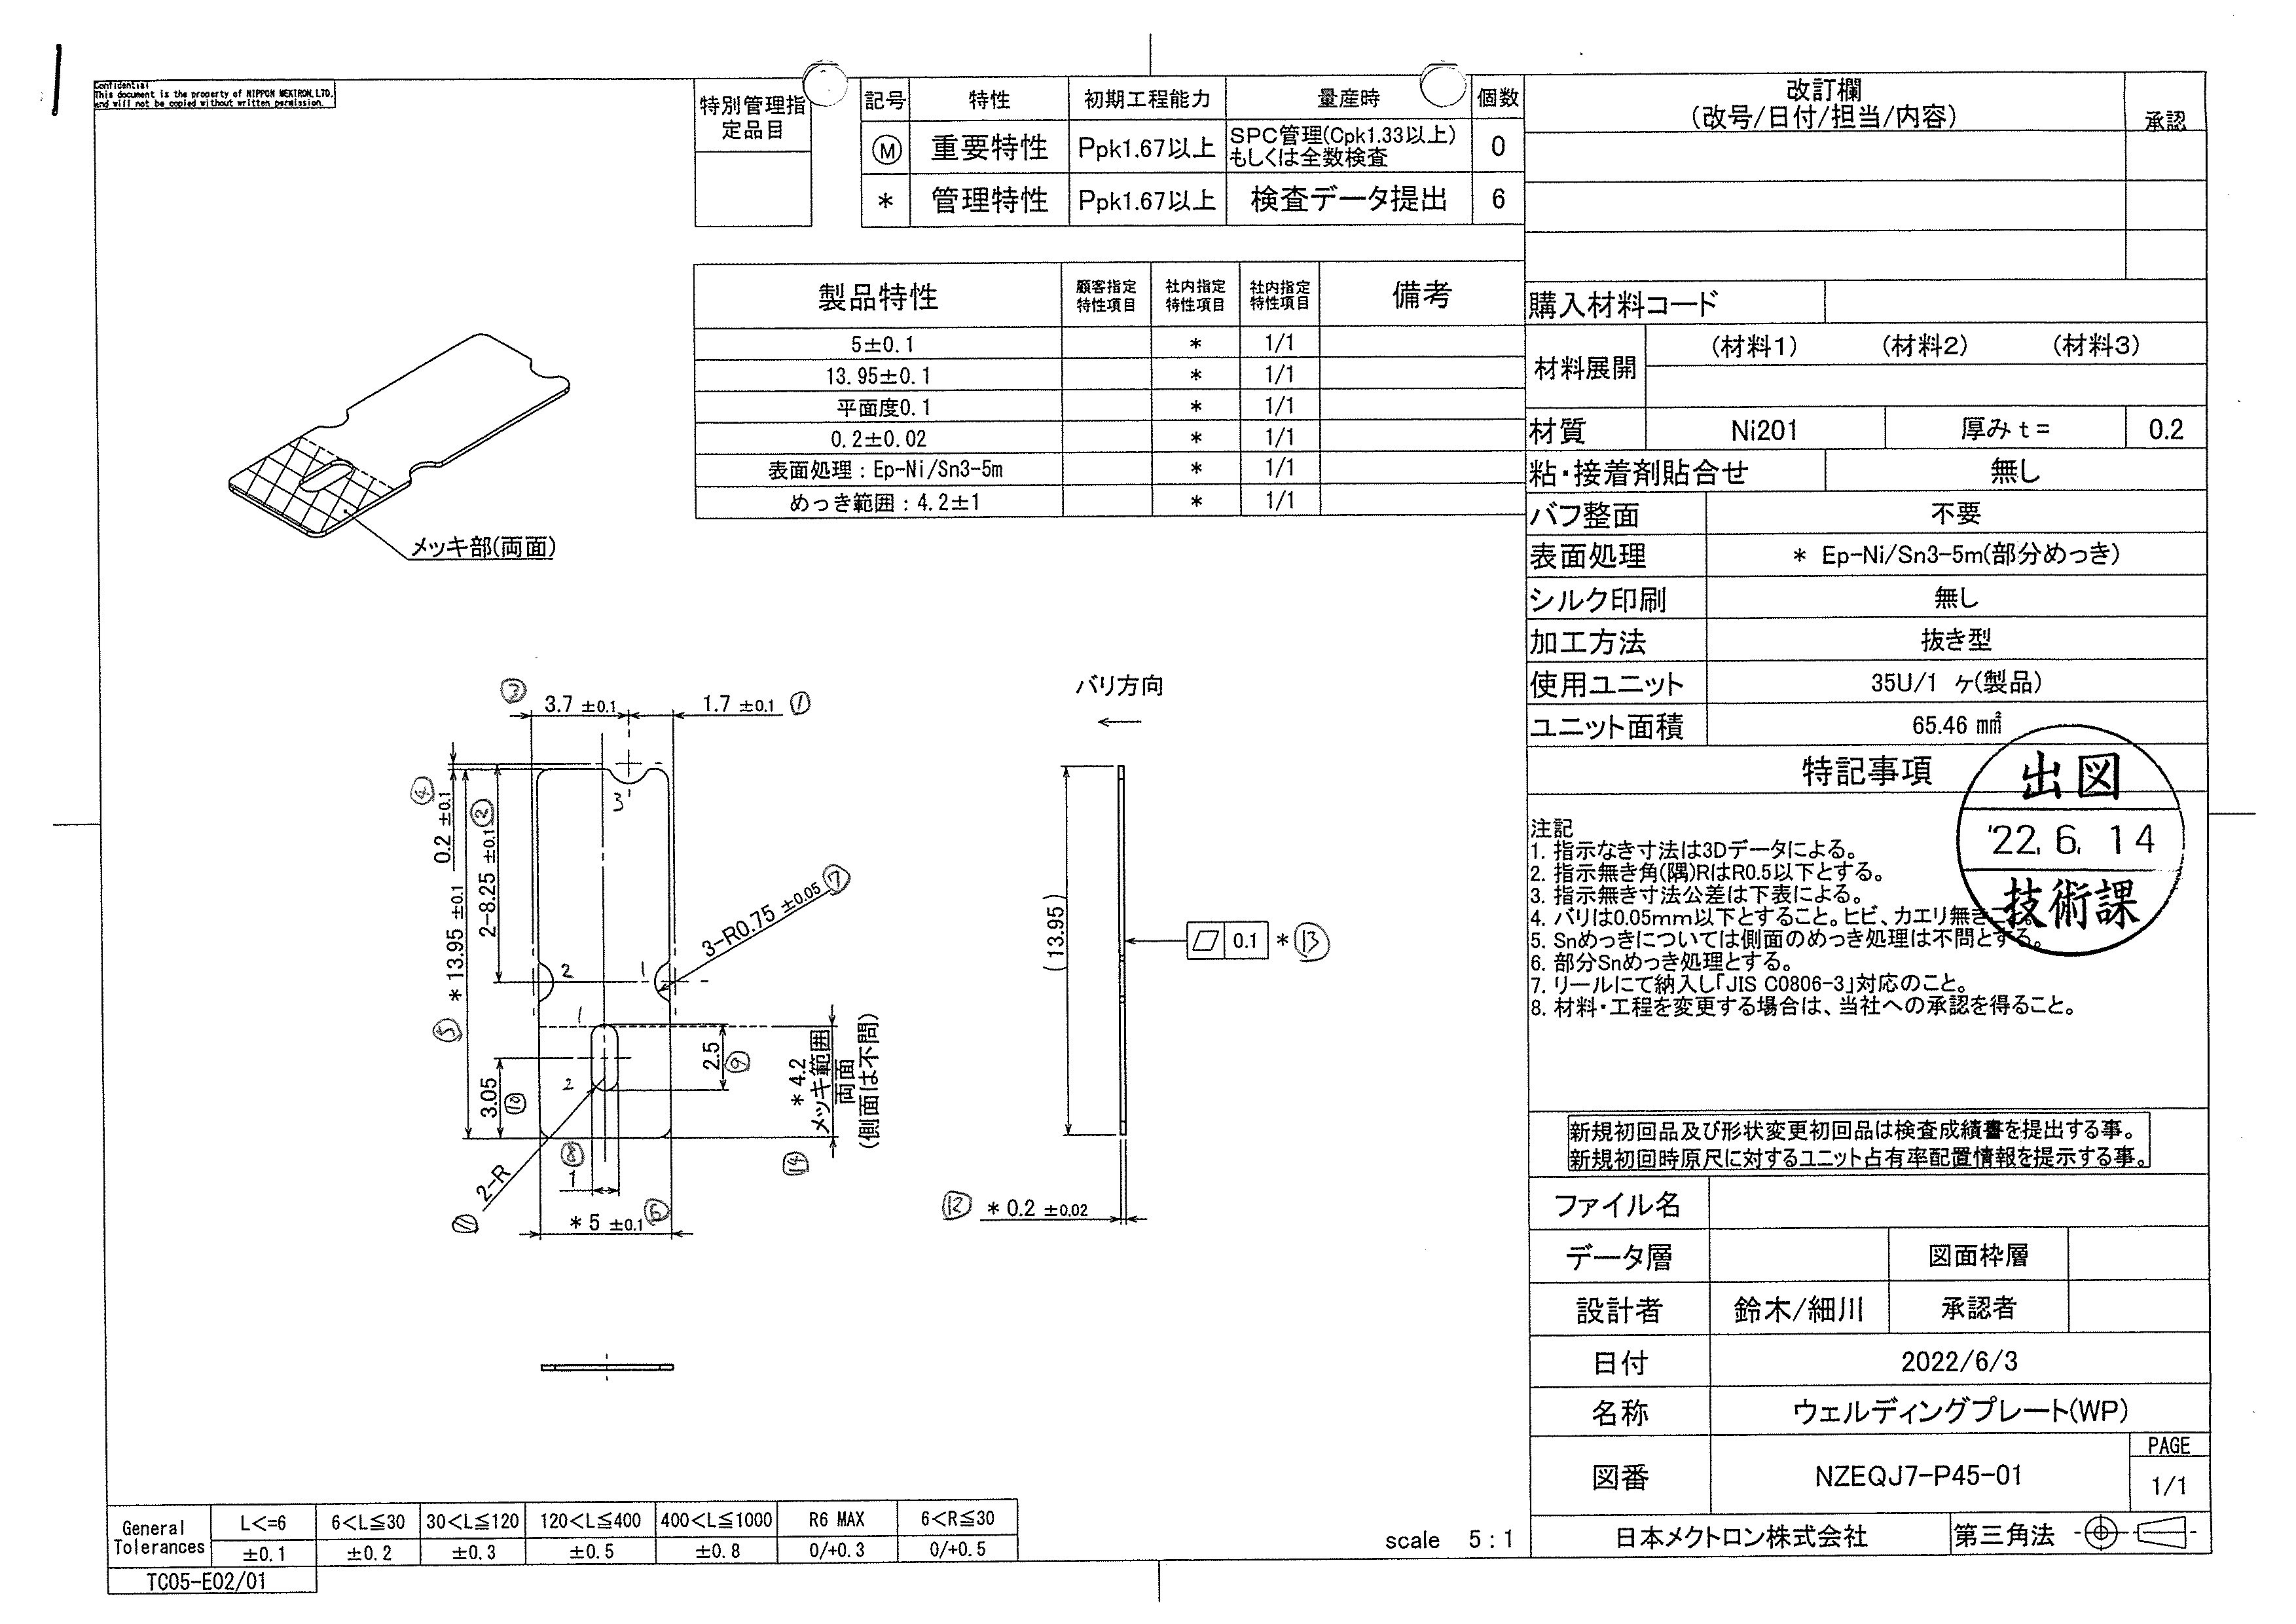 Confidential
This document is the property of NIPPON MEKTRON,LTD.
and will not be copied without written permission.
特別管理指
定品目
記号 特性 初期工程能力 量産時 個数
Ⓜ 重要特性 Ppk1.67以上 SPC管理(Cpk1.33以上)
もしくは全数検査 0
* 管理特性 Ppk1.67以上 検査データ提出 6
改訂欄
(改号/日付/担当/内容)
承認
製品特性 顧客指定
特性項目 社内指定
特性項目 社内指定
特性項目 備考
5±0.1 * 1/1
13.95±0.1 * 1/1
平面度0.1 * 1/1
0.2±0.02 * 1/1
表面処理:Ep-Ni/Sn3-5m * 1/1
めっき範囲:4.2±1 * 1/1
購入材料コード
材料展開 (材料1) (材料2) (材料3)
材質 Ni201 厚みt= 0.2
粘・接着剤貼合せ 無し
バフ整面 不要
表面処理 * Ep-Ni/Sn3-5m(部分めっき)
シルク印刷 無し
加工方法 抜き型
使用ユニット 35U/1 ヶ(製品)
ユニット面積 65.46 mm²
特記事項
出図
'22. 6. 14
技術課
注記
1. 指示なき寸法は3Dデータによる。
2. 指示無き角(隅)RはR0.5以下とする。
3. 指示無き寸法公差は下表による。
4. バリは0.05mm以下とすること。ヒビ、カエリ無きこと。
5. Snめっきについては側面のめっき処理は不問とする。
6. 部分Snめっき処理とする。
7. リールにて納入し「JIS C0806-3」対応のこと。
8. 材料・工程を変更する場合は、当社への承認を得ること。
メッキ部(両面)
③ 3.7 ±0.1 1.7 ±0.1 ①
④ 0.2 ±0.1
② 2-8.25 ±0.1
⑤ * 13.95 ±0.1
3'
3-R0.75 ±0.05 ⑦
2 1
1
2
2.5 ⑨
3.05 ⑩
* 4.2
メッキ範囲
両面
(側面は不問)
⑭
⑧ 1
2-R
⑪
* 5 ±0.1 ⑥
バリ方向
(13.95)
0.1 * ⑬
⑫ * 0.2 ±0.02
新規初回品及び形状変更初回品は検査成績書を提出する事。
新規初回時原尺に対するユニット占有率配置情報を提示する事。
ファイル名
データ層 図面枠層
設計者 鈴木/細川 承認者
日付 2022/6/3
名称 ウェルディングプレート(WP)
図番 NZEQJ7-P45-01 PAGE
1/1
日本メクトロン株式会社 第三角法
scale 5:1
General
Tolerances L<=6 6<L≦30 30<L≦120 120<L≦400 400<L≦1000 R6 MAX 6<R≦30
±0.1 ±0.2 ±0.3 ±0.5 ±0.8 0/+0.3 0/+0.5
TC05-E02/01